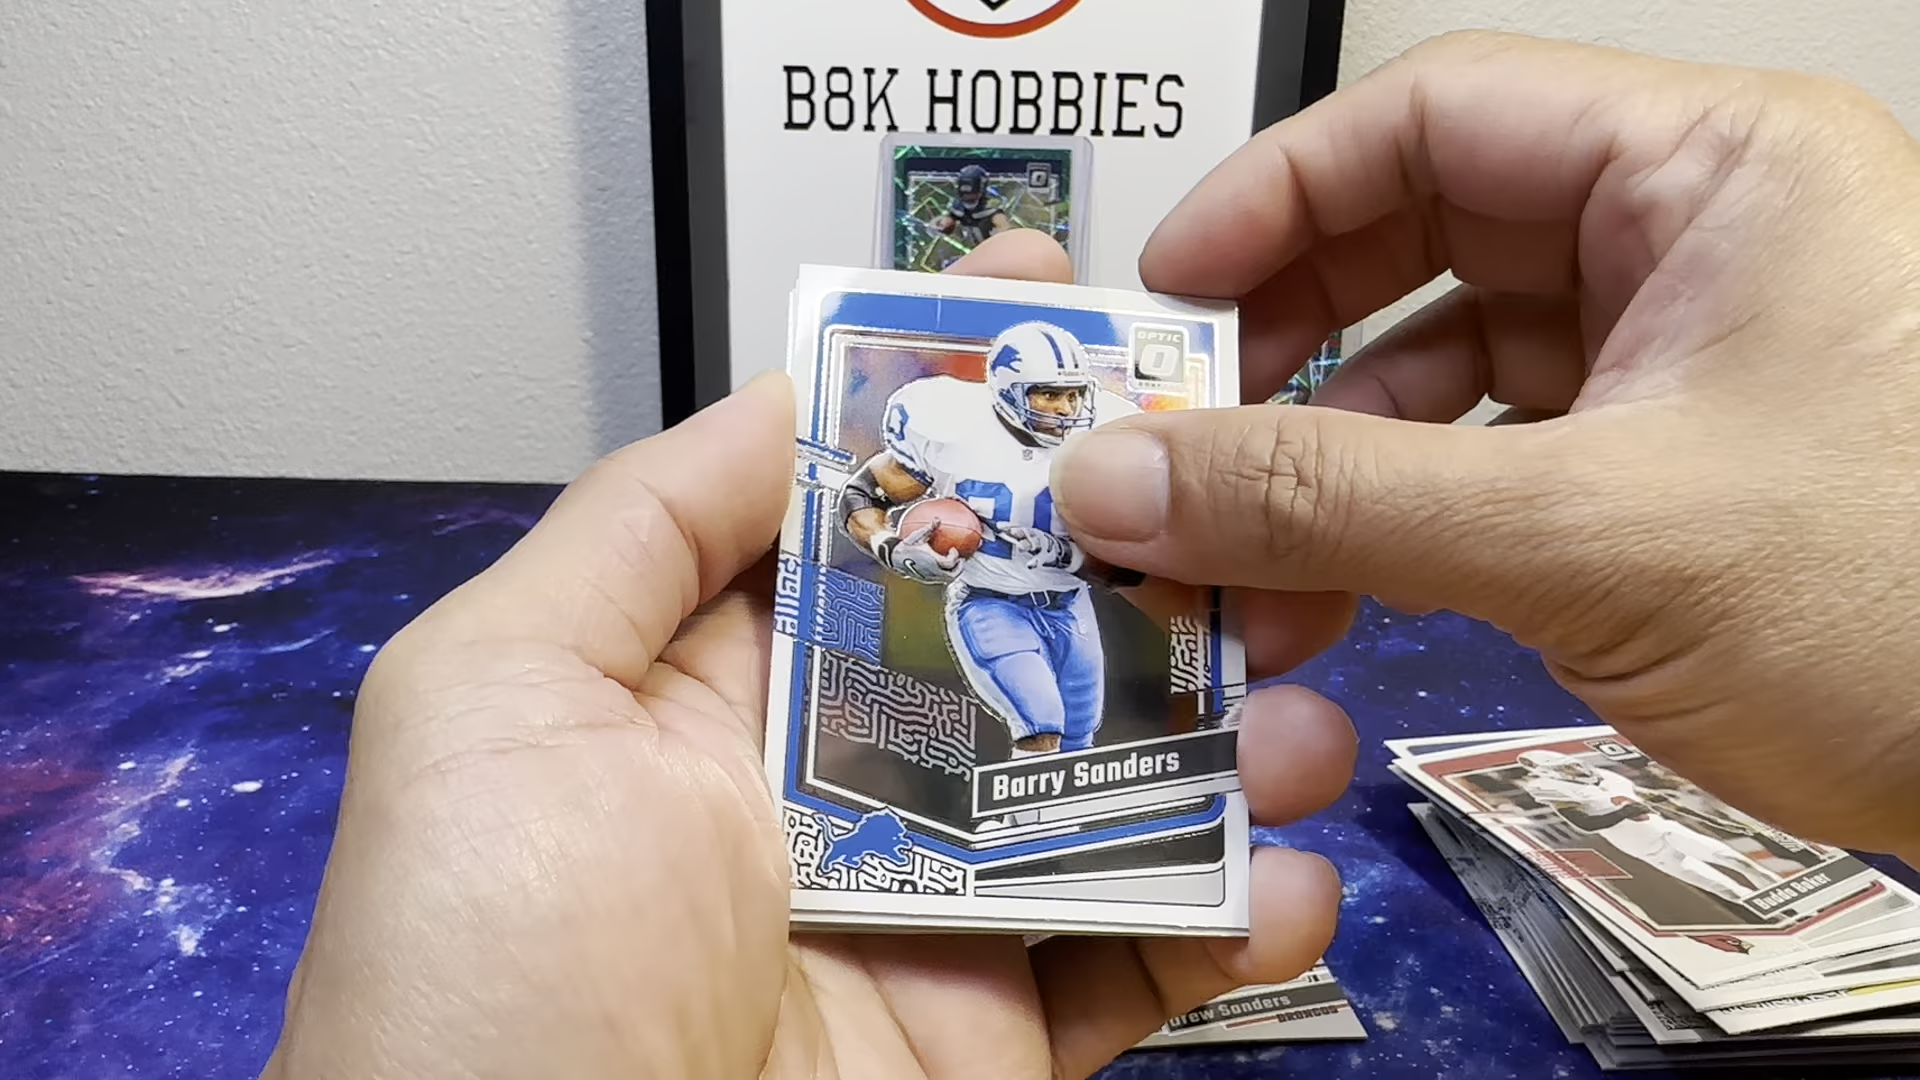 B8K HOBBIES
OPTIC
Barry Sanders
Budda Baker
Drew Sanders
BRONCOS